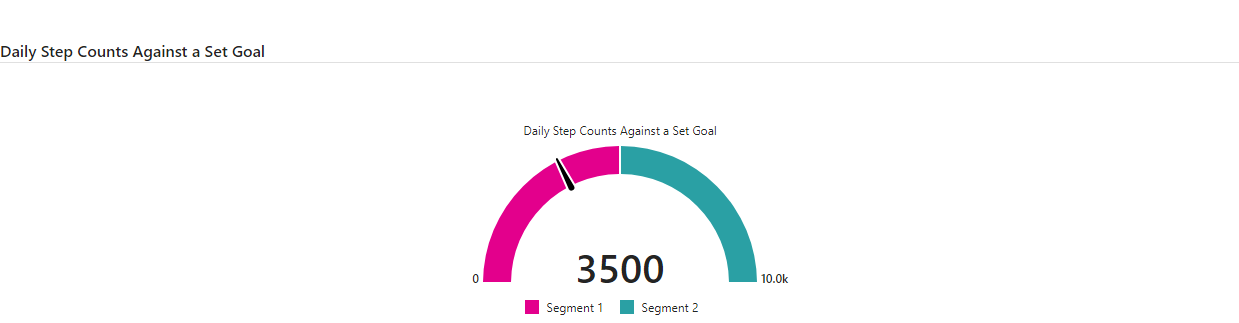 Daily Step Counts Against a Set Goal
Daily Step Counts Against a Set Goal
3500
0
10.0k
Segment 1
Segment 2